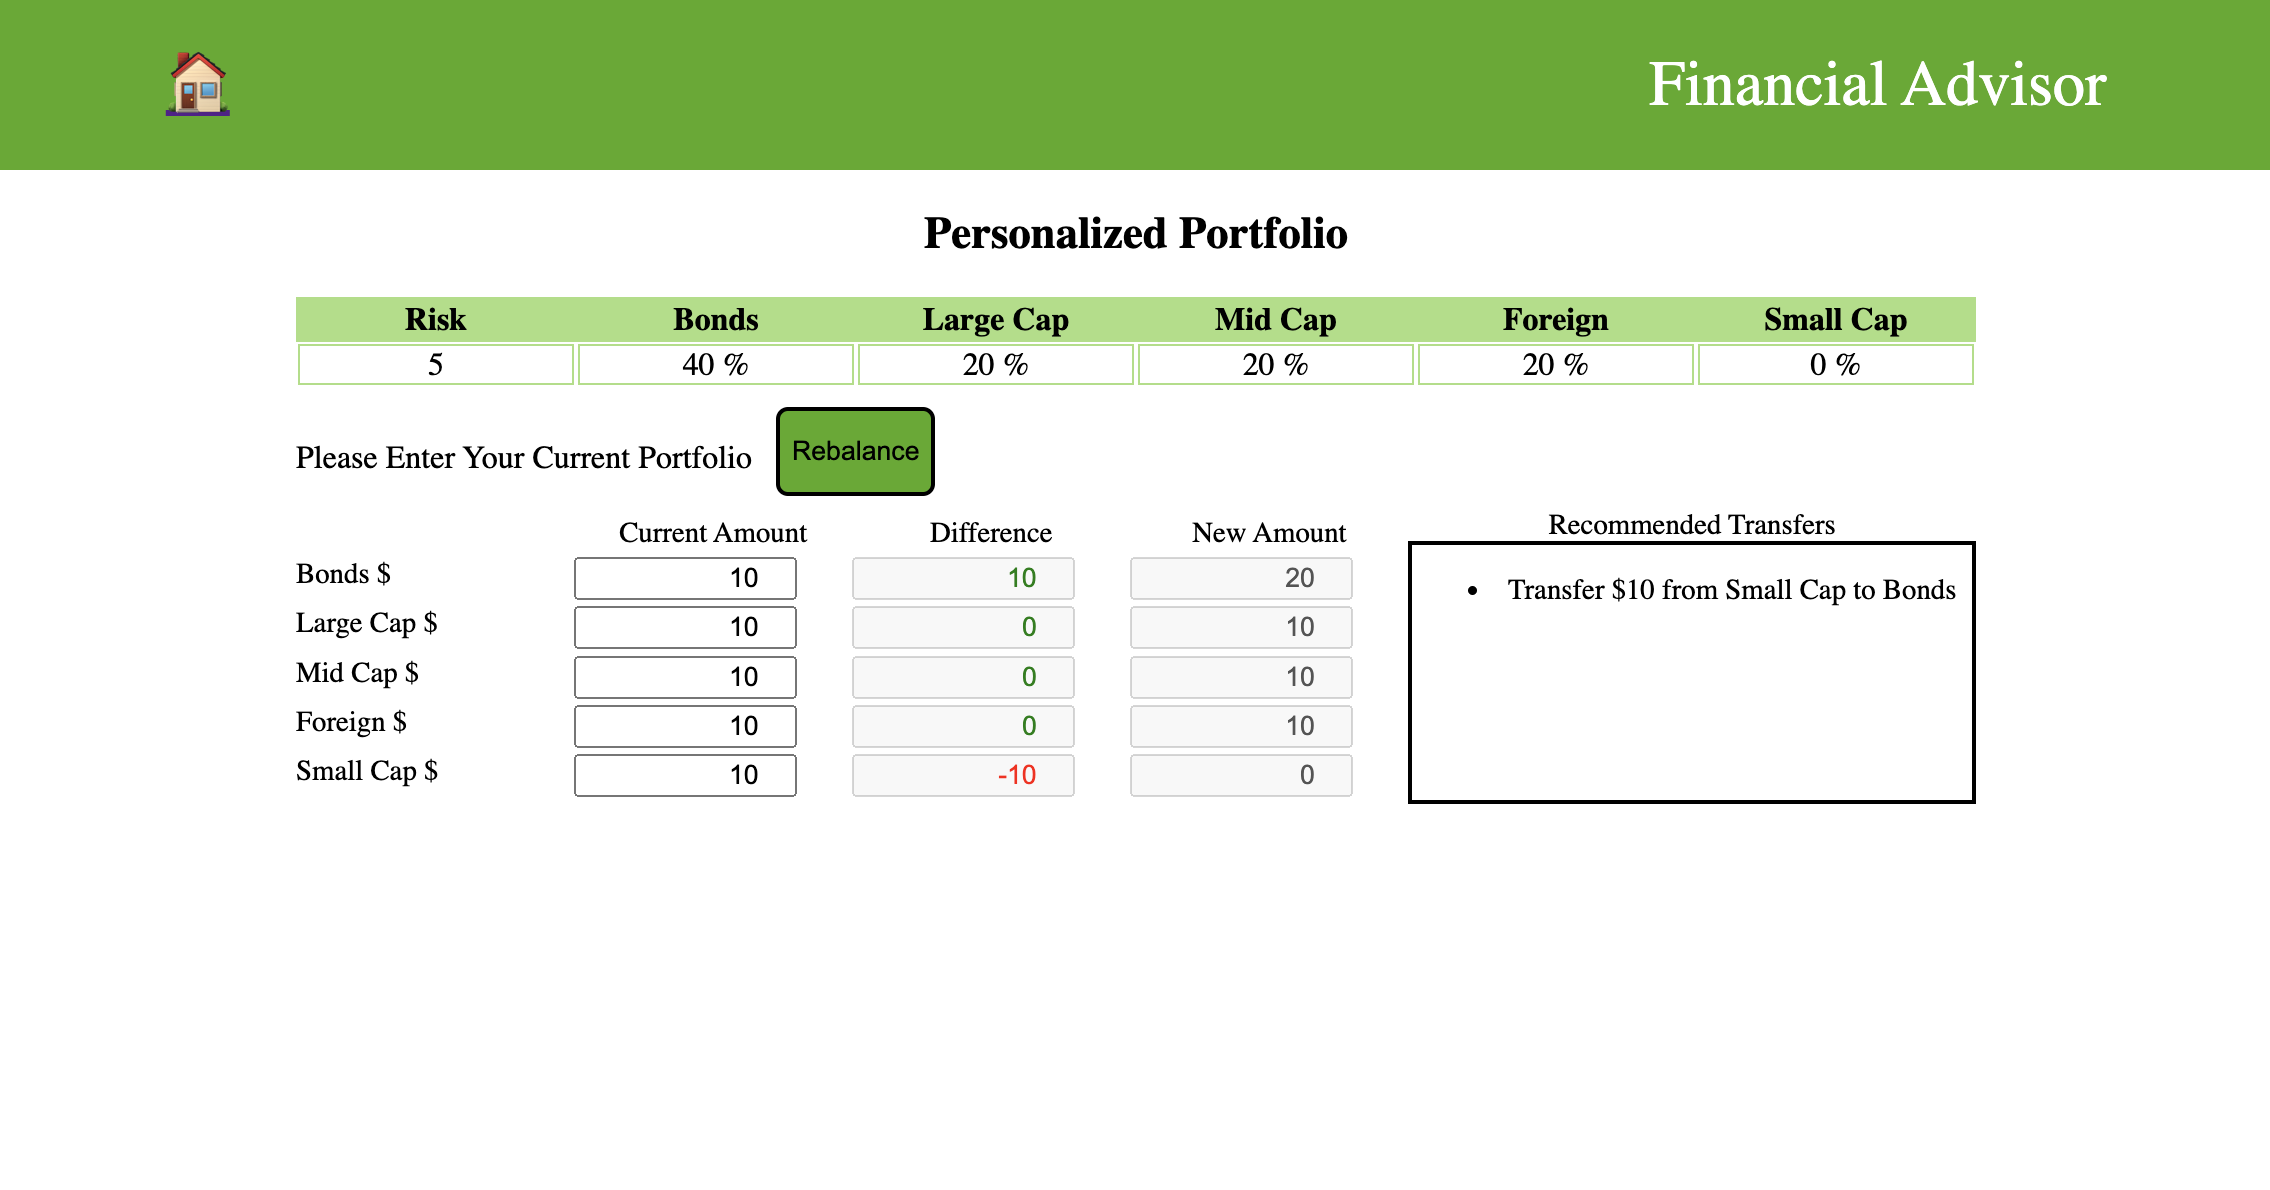 Financial Advisor
Personalized Portfolio
Risk Bonds Large Cap Mid Cap Foreign Small Cap
5 40 % 20 % 20 % 20 % 0 %
Please Enter Your Current Portfolio Rebalance
Current Amount Difference New Amount
Bonds $ 10 10 20
Large Cap $ 10 0 10
Mid Cap $ 10 0 10
Foreign $ 10 0 10
Small Cap $ 10 -10 0
Recommended Transfers
• Transfer $10 from Small Cap to Bonds